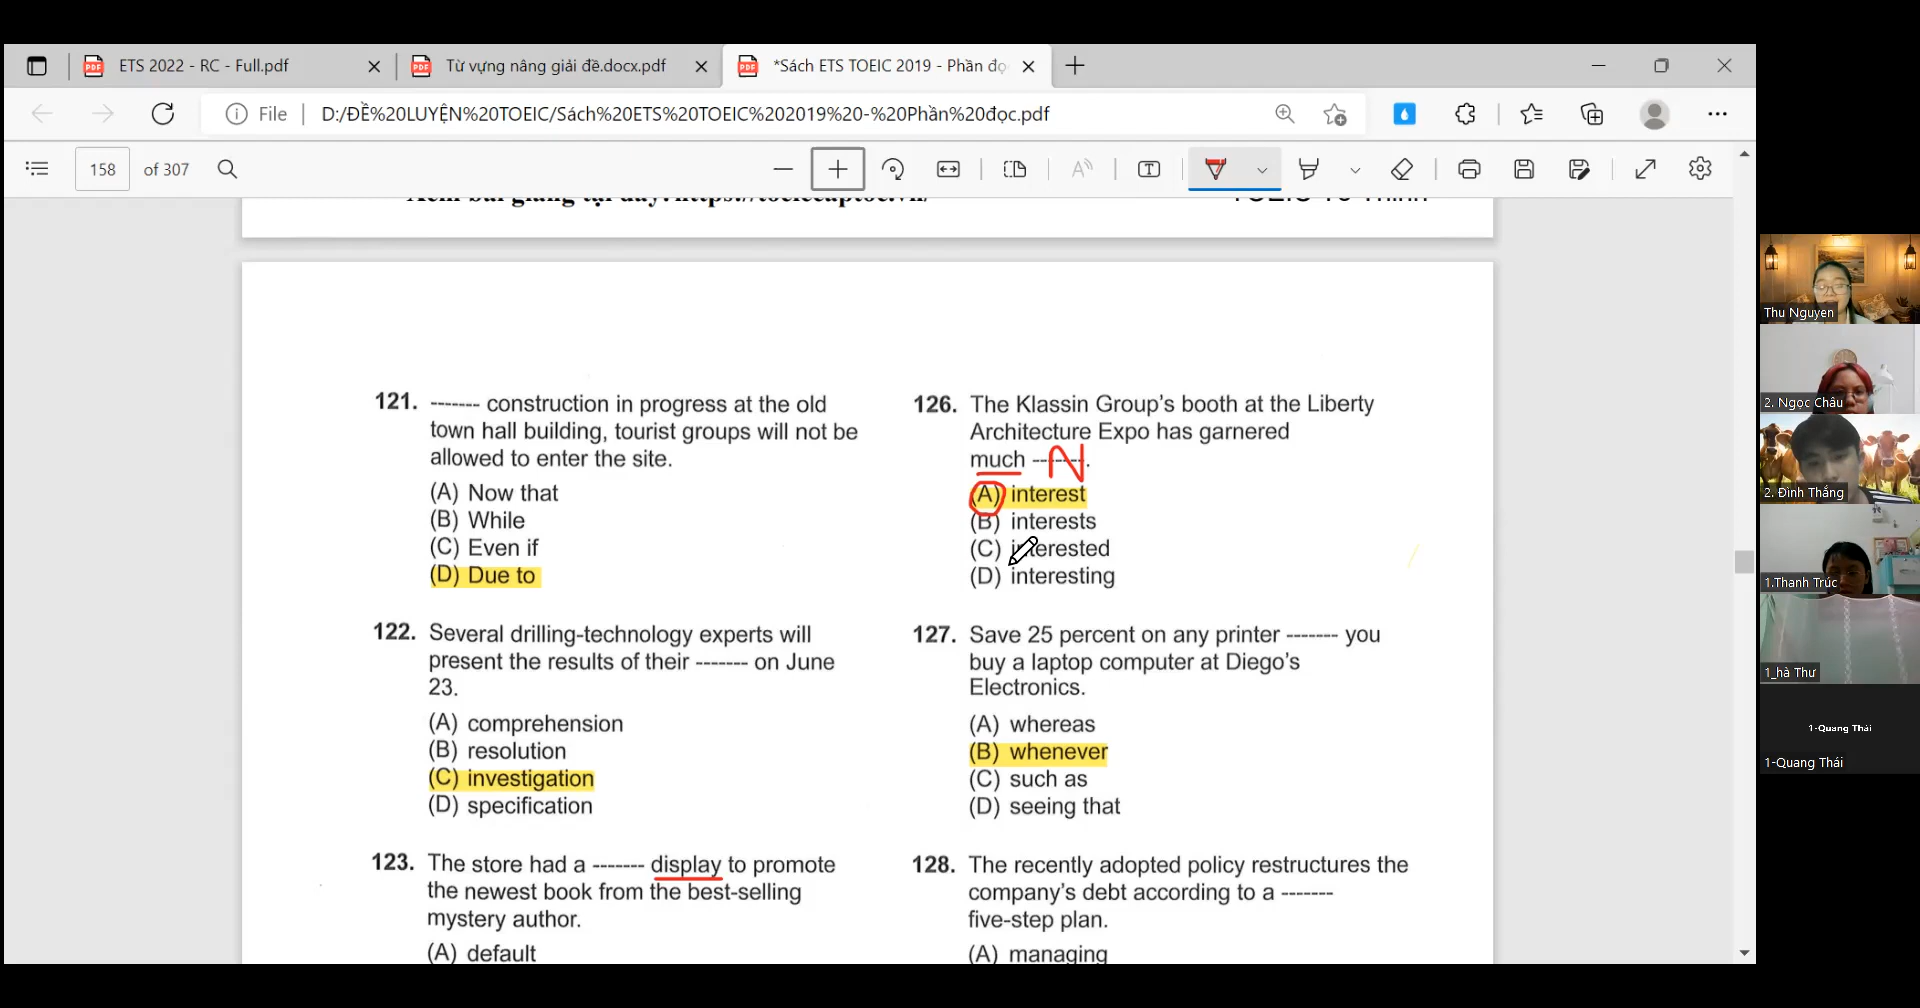 ETS 2022 - RC - Full.pdf
Từ vựng nâng giải đề.docx.pdf
*Sách ETS TOEIC 2019 - Phần đọ
File
D:/ĐỀ%20LUYỆN%20TOEIC/Sách%20ETS%20TOEIC%202019%20-%20Phần%20đọc.pdf
158 of 307
121. ------- construction in progress at the old
town hall building, tourist groups will not be
allowed to enter the site.
(A) Now that
(B) While
(C) Even if
(D) Due to
122. Several drilling-technology experts will
present the results of their ------- on June
23.
(A) comprehension
(B) resolution
(C) investigation
(D) specification
123. The store had a ------- display to promote
the newest book from the best-selling
mystery author.
(A) default
126. The Klassin Group's booth at the Liberty
Architecture Expo has garnered
much -------.
N
(A) interest
(B) interests
(C) interested
(D) interesting
127. Save 25 percent on any printer ------- you
buy a laptop computer at Diego's
Electronics.
(A) whereas
(B) whenever
(C) such as
(D) seeing that
128. The recently adopted policy restructures the
company's debt according to a -------
five-step plan.
(A) managing
Thu Nguyen
2. Ngọc Châu
2. Đình Thắng
1.Thanh Trúc
1_hà Thư
1-Quang Thái
1-Quang Thái